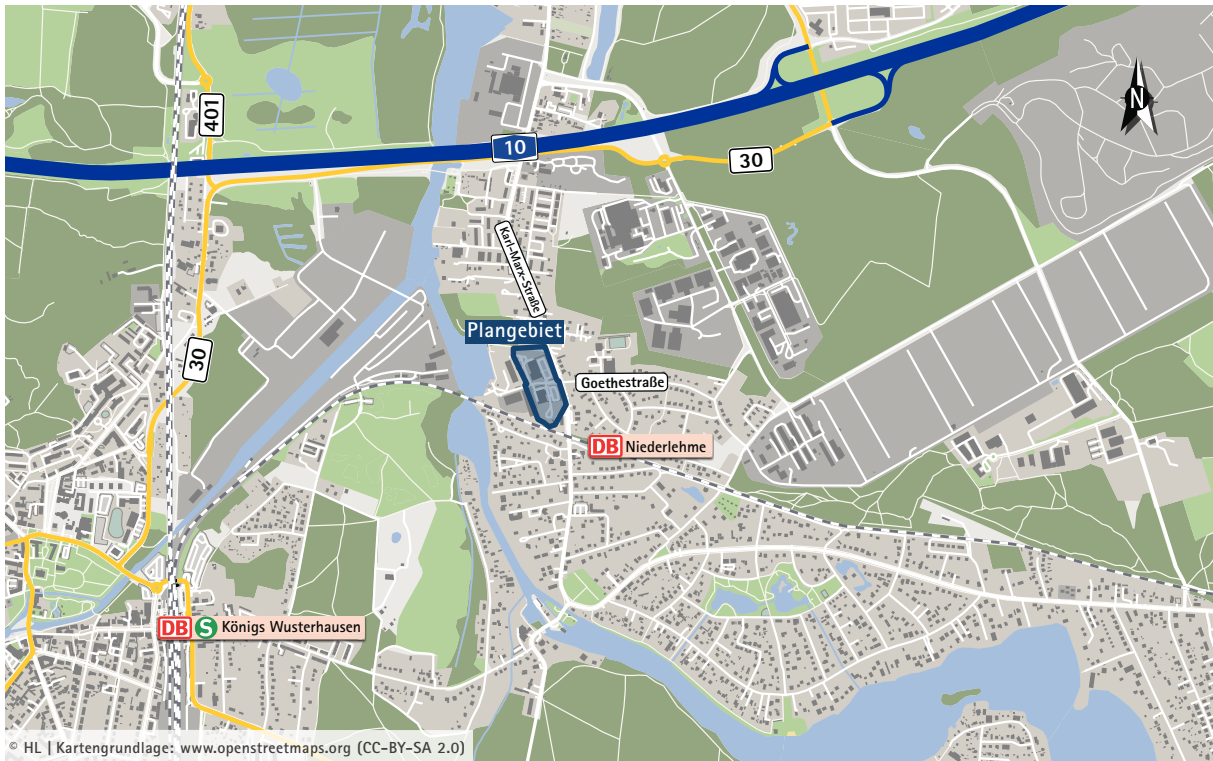 401
10
30
N
Karl-Marx-Straße
Plangebiet
30
Goethestraße
DB Niederlehme
DB S Königs Wusterhausen
© HL | Kartengrundlage: www.openstreetmaps.org (CC-BY-SA 2.0)